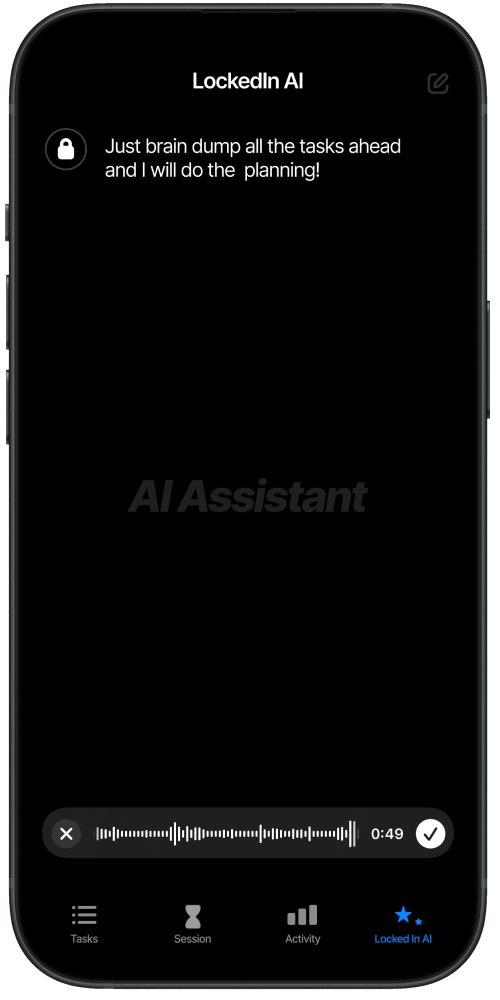 LockedIn AI
Just brain dump all the tasks ahead
and I will do the  planning!
AI Assistant
0:49
Tasks
Session
Activity
Locked In AI